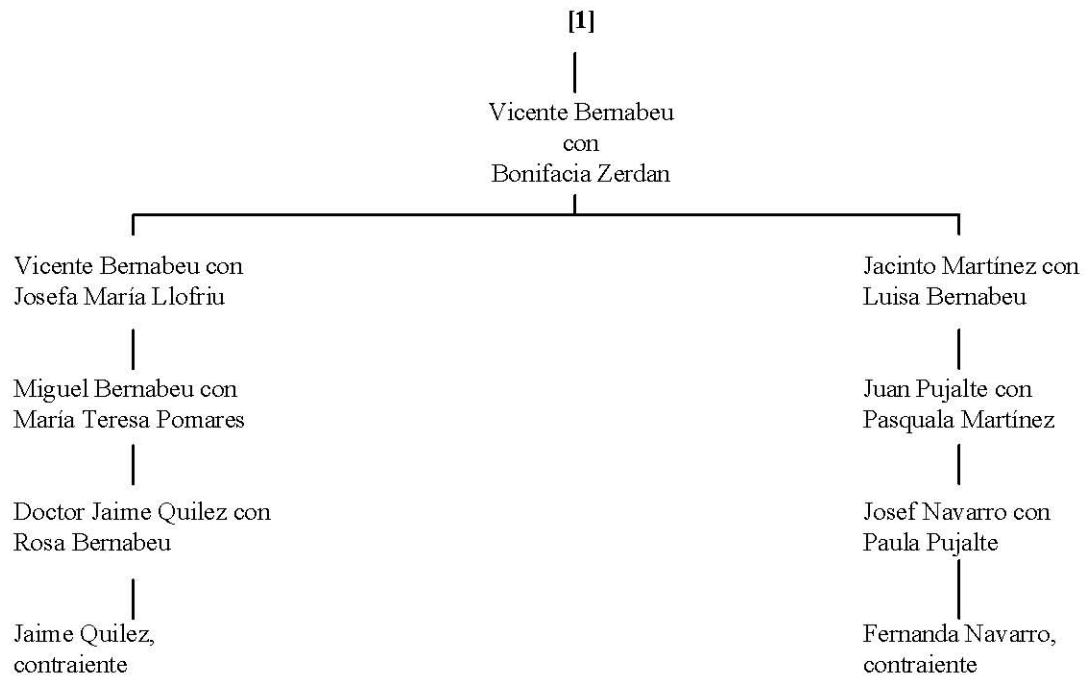 [1]
Vicente Bernabeu
con
Bonifacia Zerdan
Vicente Bernabeu con
Josefa María Llofriu
Miguel Bernabeu con
María Teresa Pomares
Doctor Jaime Quilez con
Rosa Bernabeu
Jaime Quilez,
contraiente
Jacinto Martínez con
Luisa Bernabeu
Juan Pujalte con
Pasquala Martínez
Josef Navarro con
Paula Pujalte
Fernanda Navarro,
contraiente